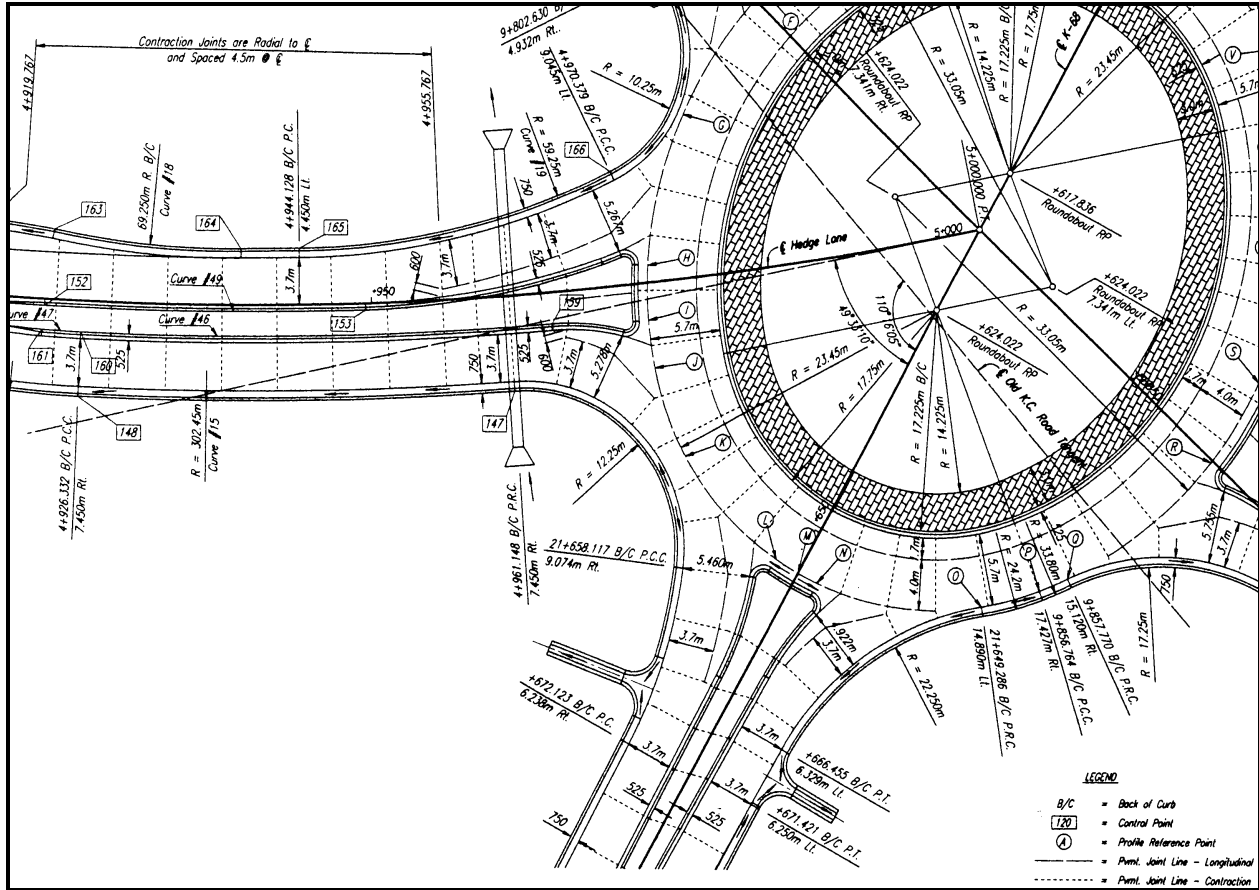 Contraction Joints are Radial to ℄
and Spaced 4.5m @ ℄
4+919.767
4+955.767
69.250m R. B/C
Curve #18
4+944.128 B/C P.C.
4.450m Lt.
9+802.630 B/
4.932m Rt.
4+970.379 B/C P.C.C.
9.045m Lt.
R = 59.25m
Curve #19
R = 10.25m
166
163
164
165
750
3.7m
5.267m
525
3.7m
600
3.7m
152
Curve #49
+950
153
159
urve #47
Curve #46
161
160
3.7m
525
148
R = 302.45m
Curve #15
4+926.332 B/C P.C.C.
7.450m Rt.
750
3.7m
525
600
3.7m
5.278m
147
4+961.148 B/C P.R.C.
7.450m Rt.
R = 12.25m
21+658.117 B/C P.C.C.
9.074m Rt.
5.460m
3.7m
F
G
H
I
J
K
L
M
N
O
P
Q
R
S
V
5.7m
+624.022
Roundabout RP
7.341m Rt.
R = 33.05m
R = 14.225m
R = 17.225m B/C
R = 17.75m
℄ K-68
R = 23.45m
5.7m
5+000.000 P.T.
+617.836
Roundabout RP
5+000
℄ Hedge Lane
+624.022
Roundabout RP
7.341m Lt.
R = 33.05m
110° 16'05"
+624.022
Roundabout RP
℄ Old K.C. Road Tangent
R = 23.45m
R = 17.75m
R = 17.225m B/C
R = 14.225m
4.0m
5.755m
3.7m
4.0m
5.7m
R = 24.2m
R = 33.80m
750
R = 17.25m
9+857.770 B/C P.R.C.
15.120m Rt.
9+856.764 B/C P.C.C.
17.427m Rt.
21+649.286 B/C P.R.C.
14.890m Lt.
R = 22.250m
3.7m
+672.123 B/C P.C.
6.238m Rt.
3.7m
525
750
3.7m
3.7m
525
+666.455 B/C P.T.
6.329m Lt.
+671.421 B/C P.T.
6.250m Lt.
LEGEND
B/C = Back of Curb
120 = Control Point
A = Profile Reference Point
= Pvmt. Joint Line - Longitudinal
= Pvmt. Joint Line - Contraction